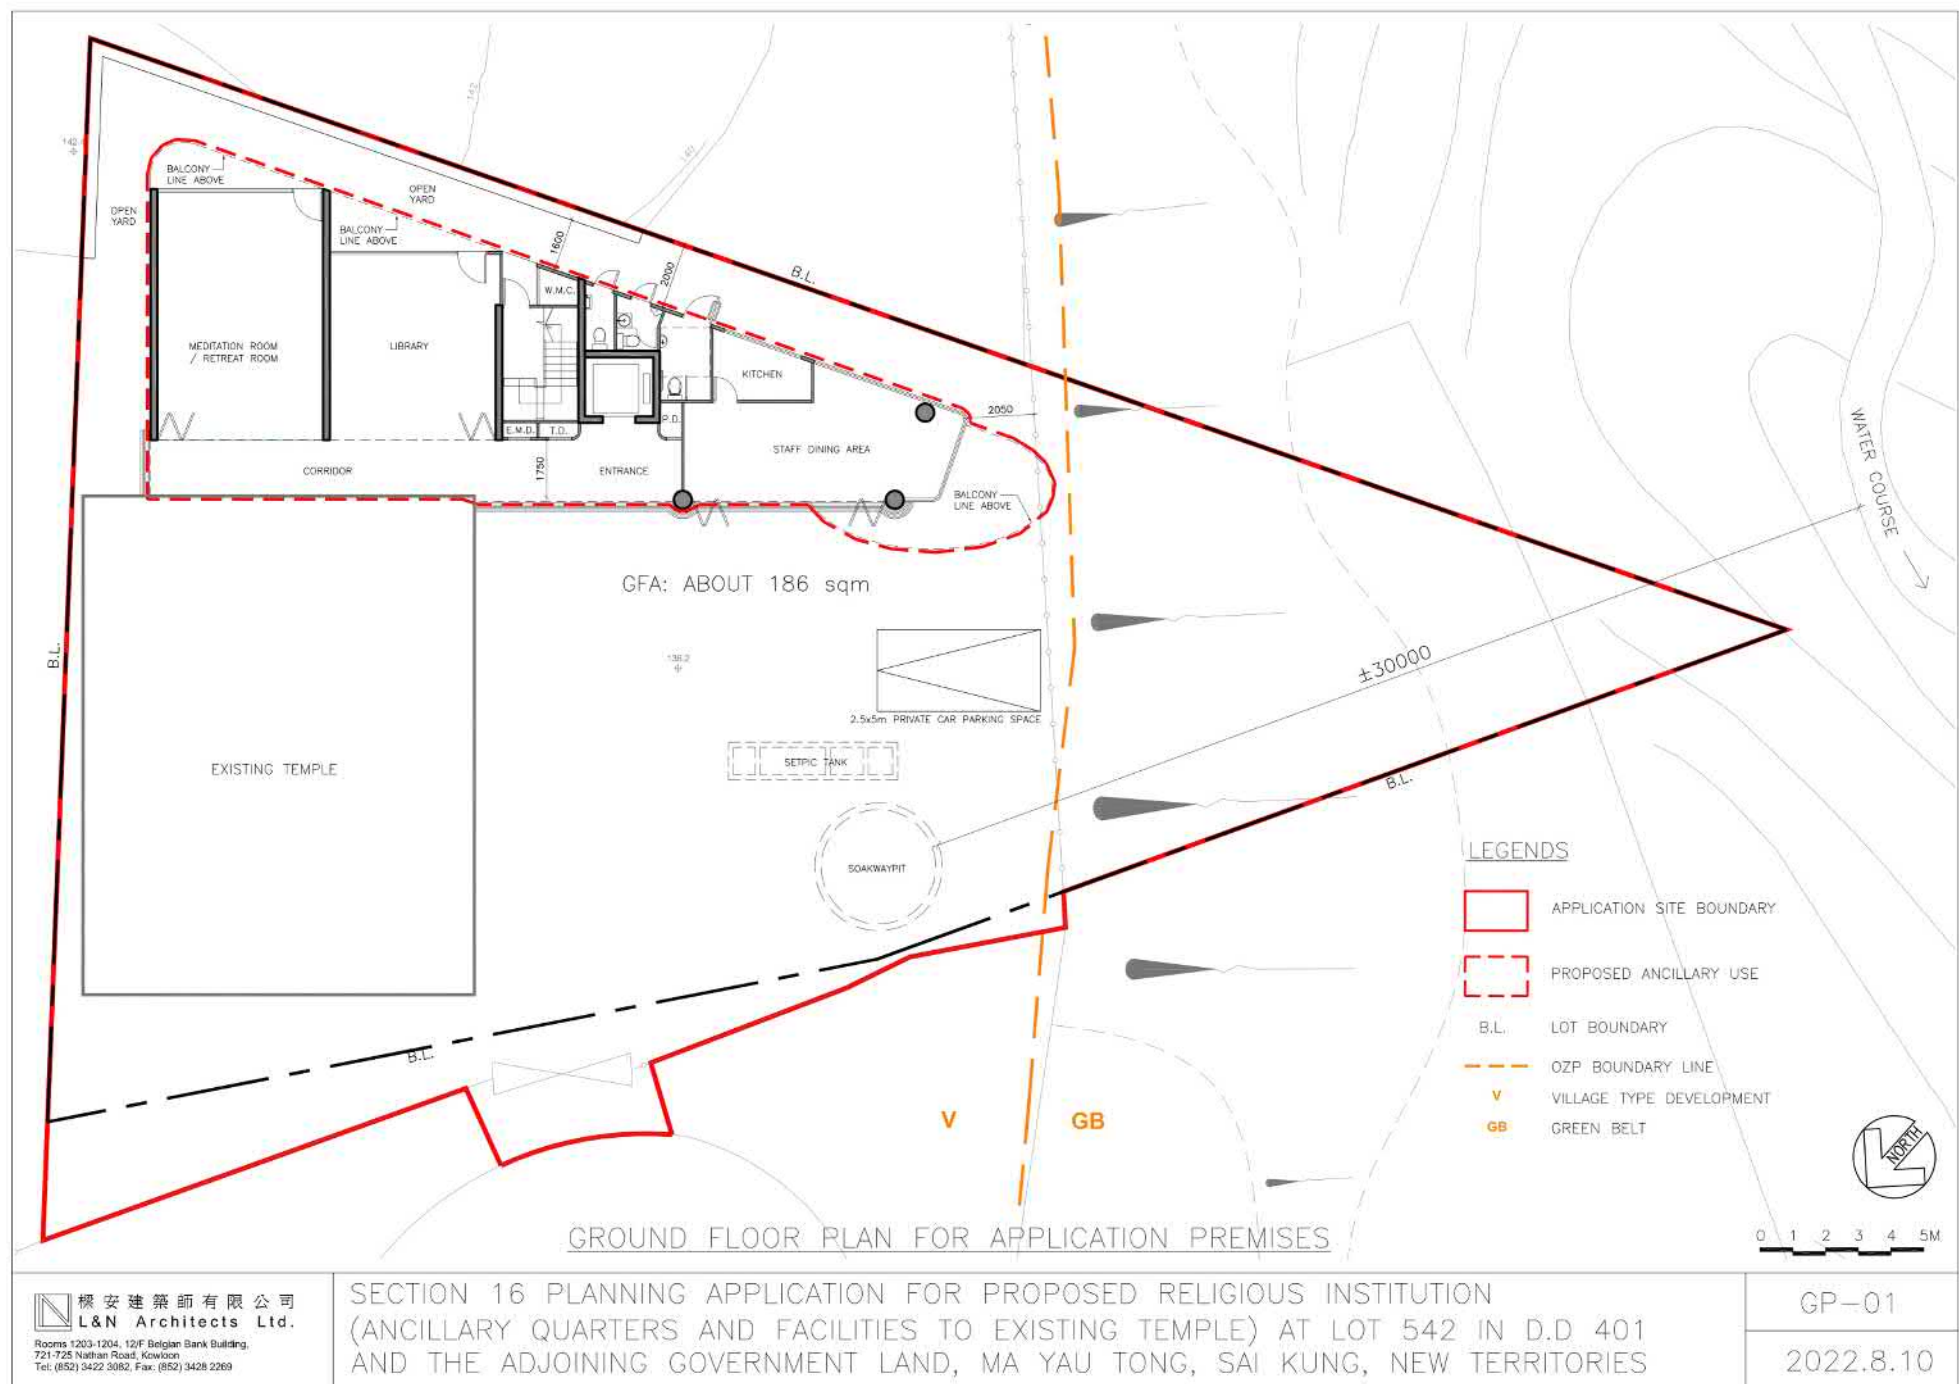 142
142.
140
BALCONY
LINE ABOVE
OPEN
YARD
OPEN
YARD
BALCONY
LINE ABOVE
1600
2000
B.L.
W.M.C.
MEDITATION ROOM
/ RETREAT ROOM
LIBRARY
KITCHEN
2050
E.M.D.
T.D.
P.D.
STAFF DINING AREA
CORRIDOR
1750
ENTRANCE
BALCONY
LINE ABOVE
WATER COURSE
GFA: ABOUT 186 sqm
B.L.
136.2
±30000
2.5x5m PRIVATE CAR PARKING SPACE
SETPIC TANK
EXISTING TEMPLE
B.L.
SOAKWAYPIT
B.L.
LEGENDS
APPLICATION SITE BOUNDARY
PROPOSED ANCILLARY USE
B.L. LOT BOUNDARY
OZP BOUNDARY LINE
V VILLAGE TYPE DEVELOPMENT
GB GREEN BELT
V
GB
NORTH
GROUND FLOOR PLAN FOR APPLICATION PREMISES
0 1 2 3 4 5M
樑安建築師有限公司
L&N Architects Ltd.
Rooms 1203-1204, 12/F Belgian Bank Building,
721-725 Nathan Road, Kowloon
Tel: (852) 3422 3082, Fax: (852) 3428 2269
SECTION 16 PLANNING APPLICATION FOR PROPOSED RELIGIOUS INSTITUTION
(ANCILLARY QUARTERS AND FACILITIES TO EXISTING TEMPLE) AT LOT 542 IN D.D 401
AND THE ADJOINING GOVERNMENT LAND, MA YAU TONG, SAI KUNG, NEW TERRITORIES
GP-01
2022.8.10